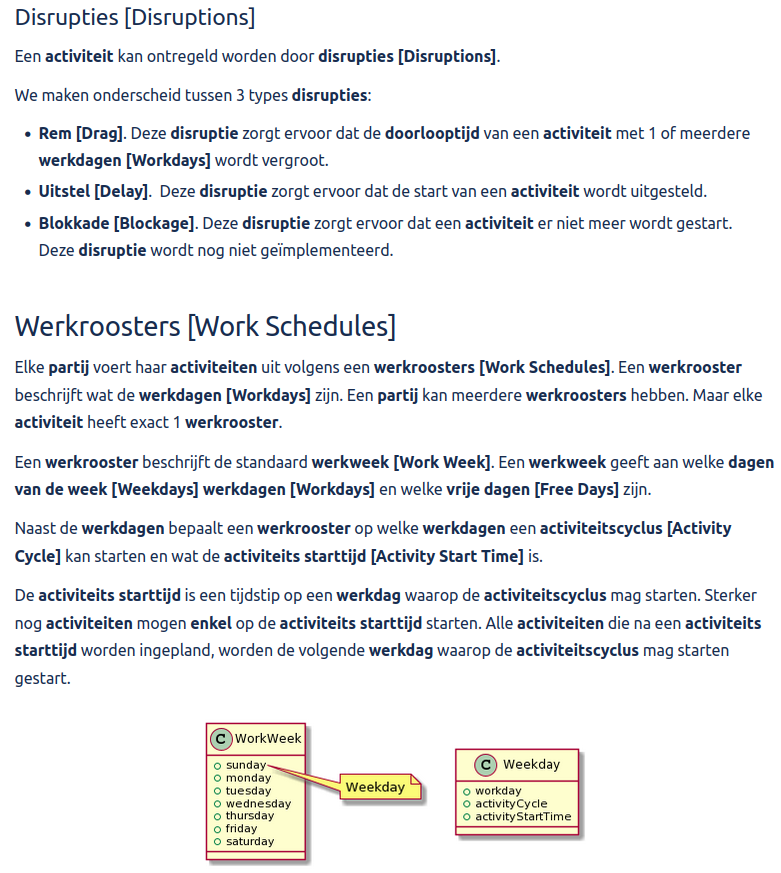 Disrupties [Disruptions]
Een activiteit kan ontregeld worden door disrupties [Disruptions].
We maken onderscheid tussen 3 types disrupties:
• Rem [Drag]. Deze disruptie zorgt ervoor dat de doorlooptijd van een activiteit met 1 of meerdere
werkdagen [Workdays] wordt vergroot.
• Uitstel [Delay].  Deze disruptie zorgt ervoor dat de start van een activiteit wordt uitgesteld.
• Blokkade [Blockage]. Deze disruptie zorgt ervoor dat een activiteit er niet meer wordt gestart.
Deze disruptie wordt nog niet geïmplementeerd.
Werkroosters [Work Schedules]
Elke partij voert haar activiteiten uit volgens een werkroosters [Work Schedules]. Een werkrooster
beschrijft wat de werkdagen [Workdays] zijn. Een partij kan meerdere werkroosters hebben. Maar elke
activiteit heeft exact 1 werkrooster.
Een werkrooster beschrijft de standaard werkweek [Work Week]. Een werkweek geeft aan welke dagen
van de week [Weekdays] werkdagen [Workdays] en welke vrije dagen [Free Days] zijn.
Naast de werkdagen bepaalt een werkrooster op welke werkdagen een activiteitscyclus [Activity
Cycle] kan starten en wat de activiteits starttijd [Activity Start Time] is.
De activiteits starttijd is een tijdstip op een werkdag waarop de activiteitscyclus mag starten. Sterker
nog activiteiten mogen enkel op de activiteits starttijd starten. Alle activiteiten die na een activiteits
starttijd worden ingepland, worden de volgende werkdag waarop de activiteitscyclus mag starten
gestart.
C WorkWeek
sunday
monday
tuesday
wednesday
thursday
friday
saturday
Weekday
C Weekday
workday
activityCycle
activityStartTime